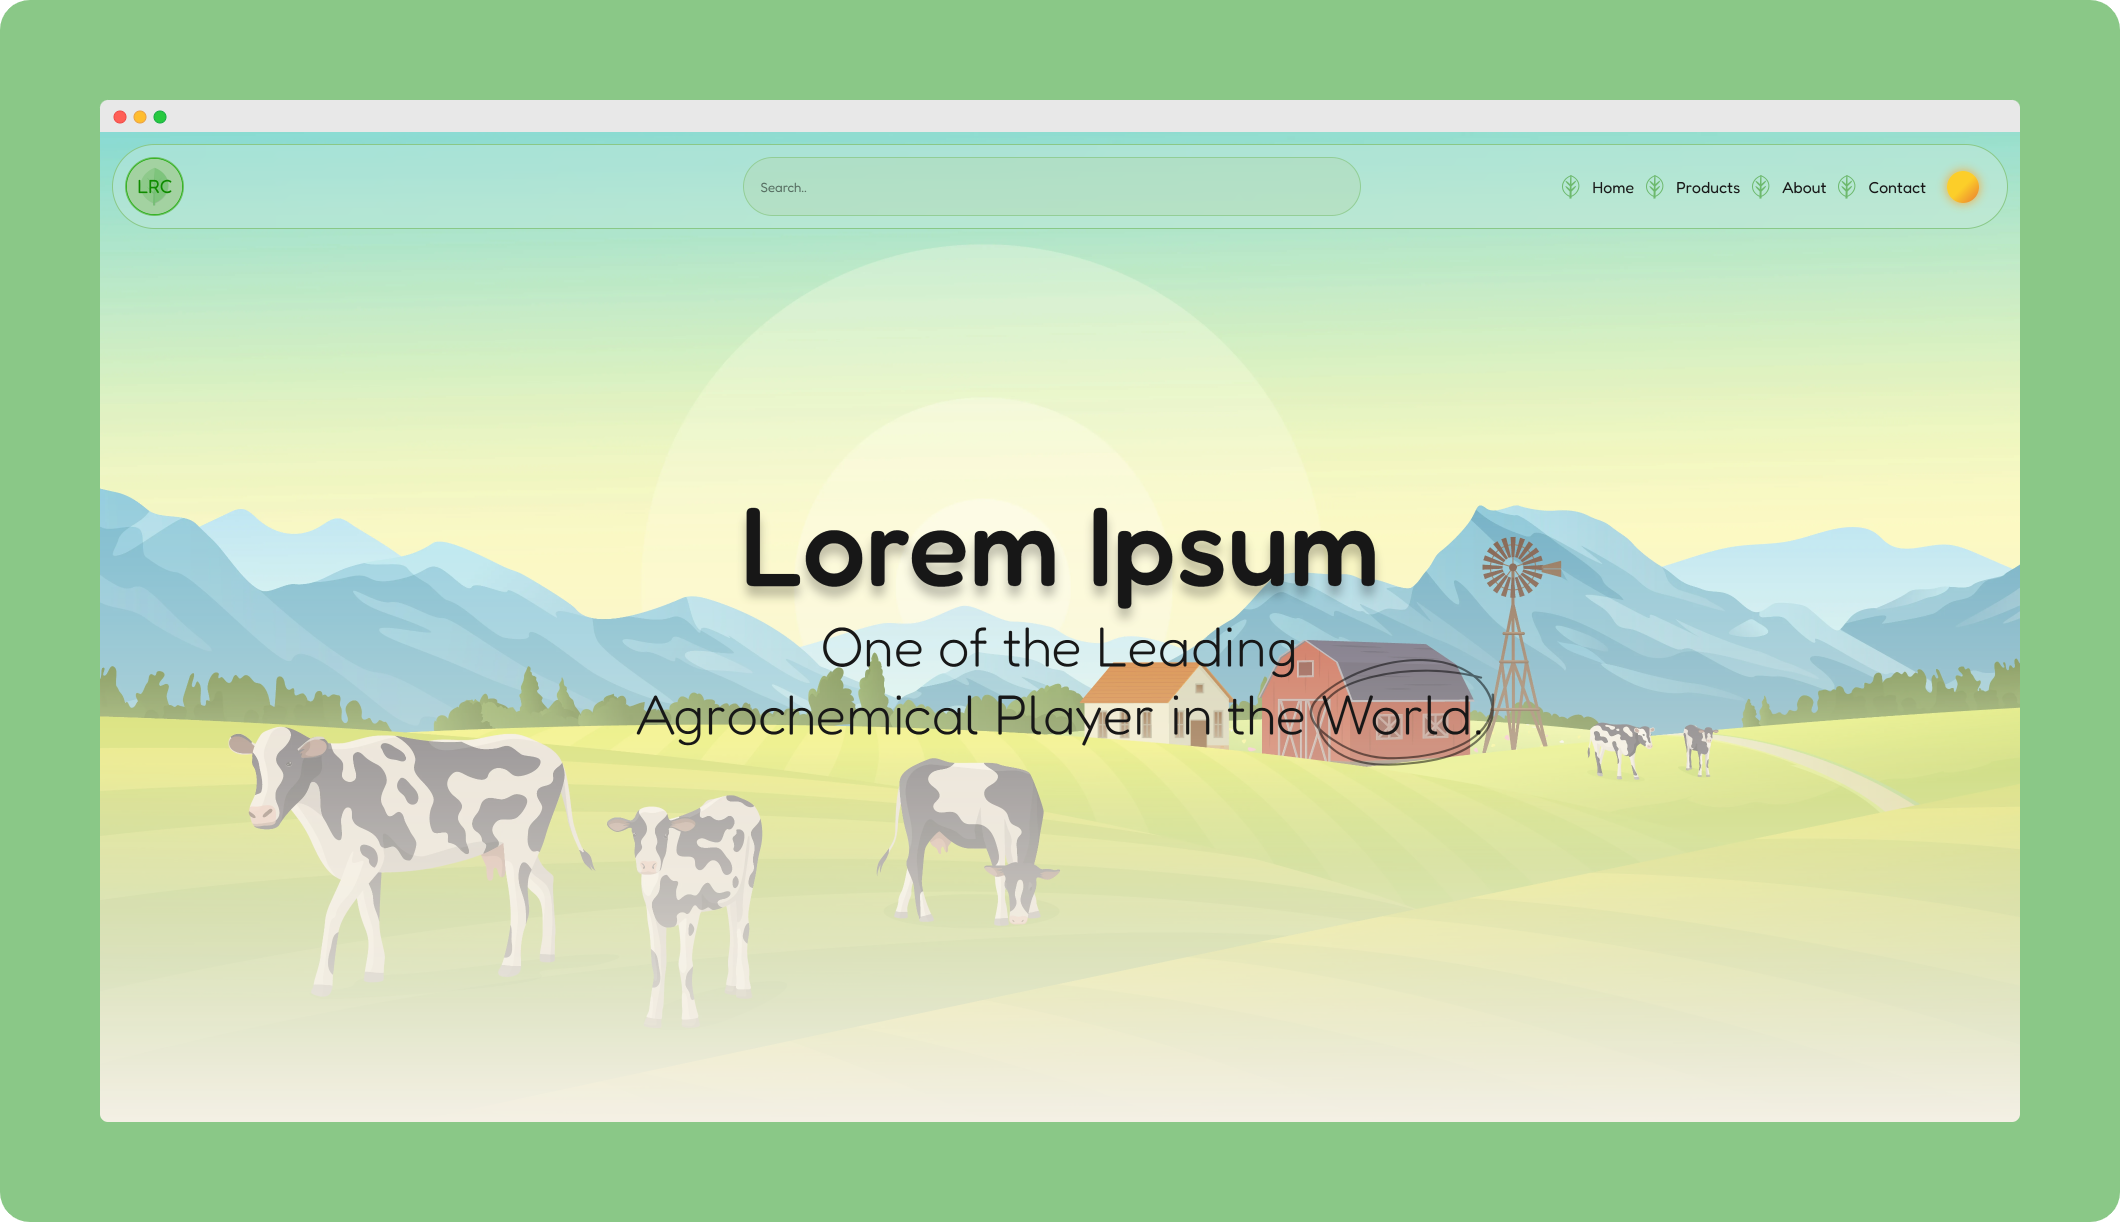 LRC
Search..
Home Products About Contact
Lorem Ipsum
One of the Leading
Agrochemical Player in the World.